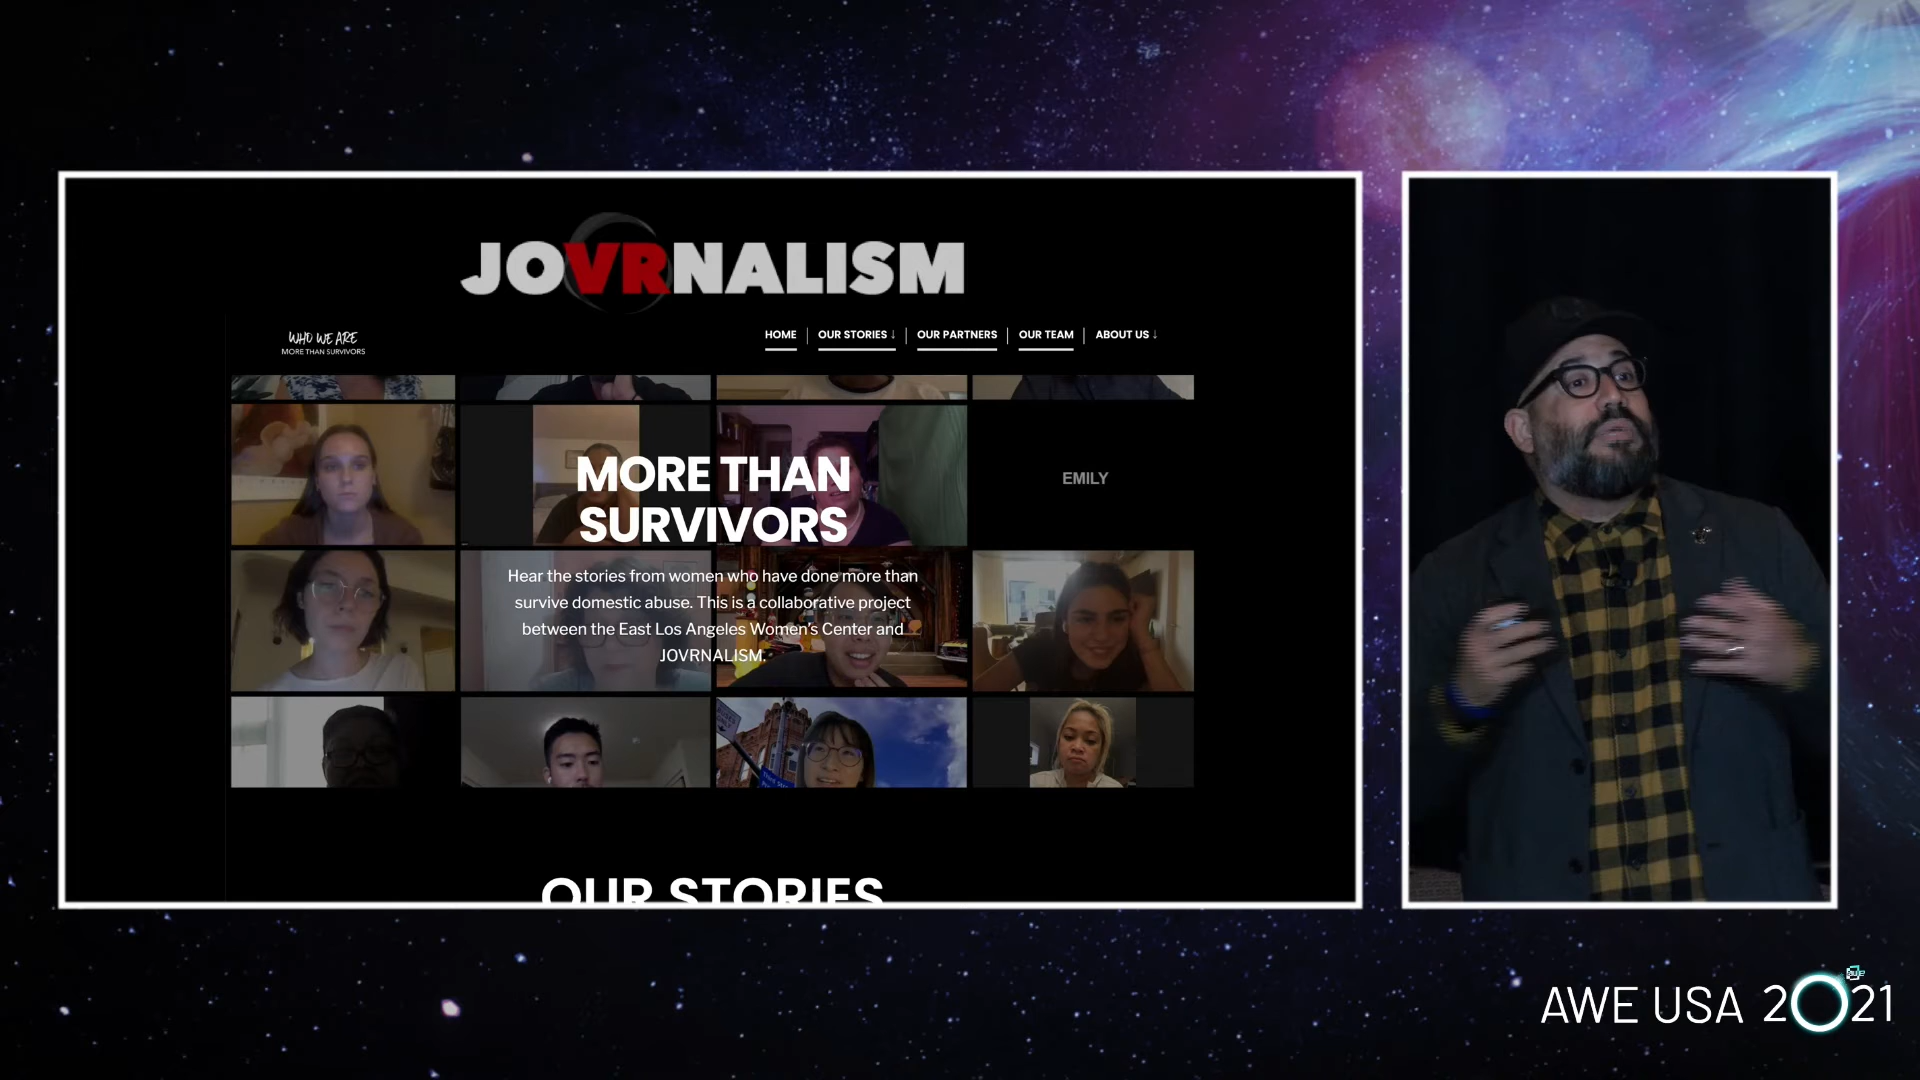 JOVRNALISM
WHO WE ARE
MORE THAN SURVIVORS
HOME
OUR STORIES ↓
OUR PARTNERS
OUR TEAM
ABOUT US ↓
MORE THAN
SURVIVORS
EMILY
Hear the stories from women who have done more than
survive domestic abuse. This is a collaborative project
between the East Los Angeles Women's Center and
JOVRNALISM.
OUR STORIES
AWE USA 2021